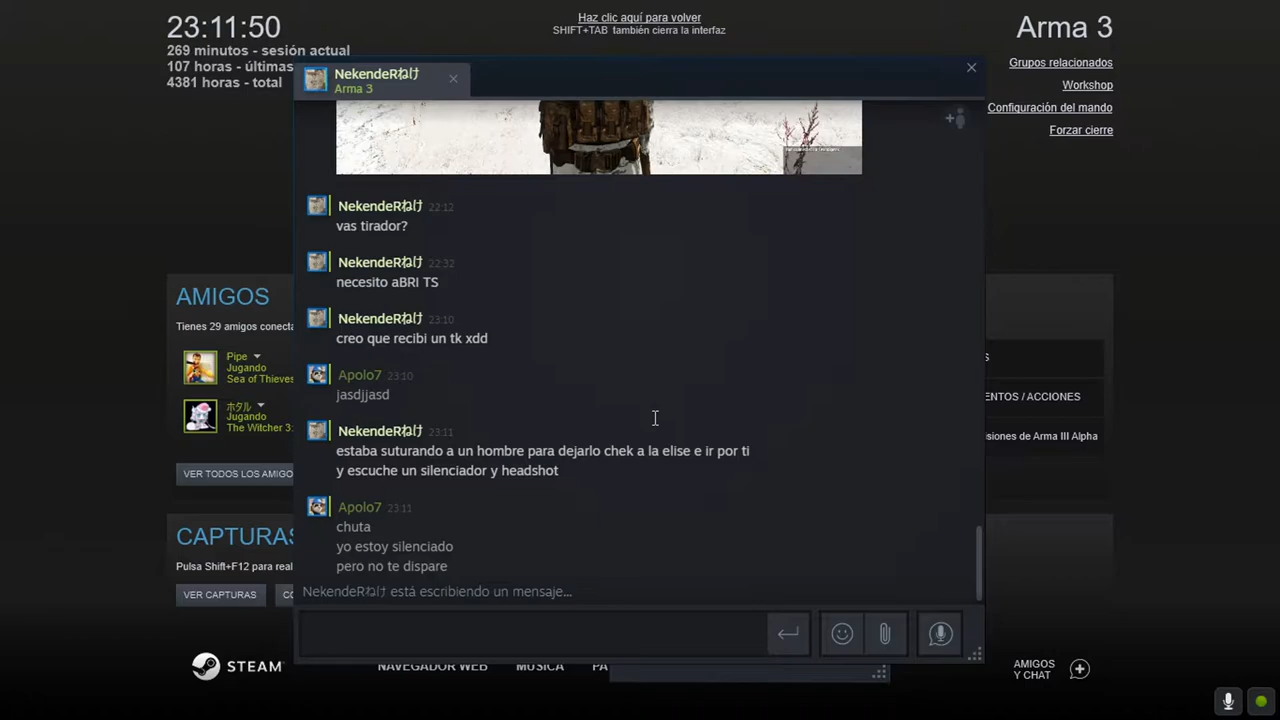 23:11:50
269 minutos - sesión actual
107 horas - últimas
4381 horas - total
Haz clic aquí para volver
SHIFT+TAB también cierra la interfaz
Arma 3
Grupos relacionados
Workshop
Configuración del mando
Forzar cierre
NekendeRねけ
Arma 3
NekendeRねけ 22:12
vas tirador?
NekendeRねけ 22:32
necesito aBRI TS
NekendeRねけ 23:10
creo que recibi un tk xdd
Apolo7 23:10
jasdjjasd
NekendeRねけ 23:11
estaba suturando a un hombre para dejarlo chek a la elise e ir por ti
y escuche un silenciador y headshot
Apolo7 23:11
chuta
yo estoy silenciado
pero no te dispare
NekendeRねけ está escribiendo un mensaje...
AMIGOS
Tienes 29 amigos conecta
Pipe
Jugando
Sea of Thieves
ホタル
Jugando
The Witcher 3:
VER TODOS LOS AMIGO
S
ENTOS / ACCIONES
isiones de Arma III Alpha
CAPTURAS
Pulsa Shift+F12 para real
VER CAPTURAS
CO
STEAM
NAVEGADOR WEB
MÚSICA
PA
AMIGOS
Y CHAT